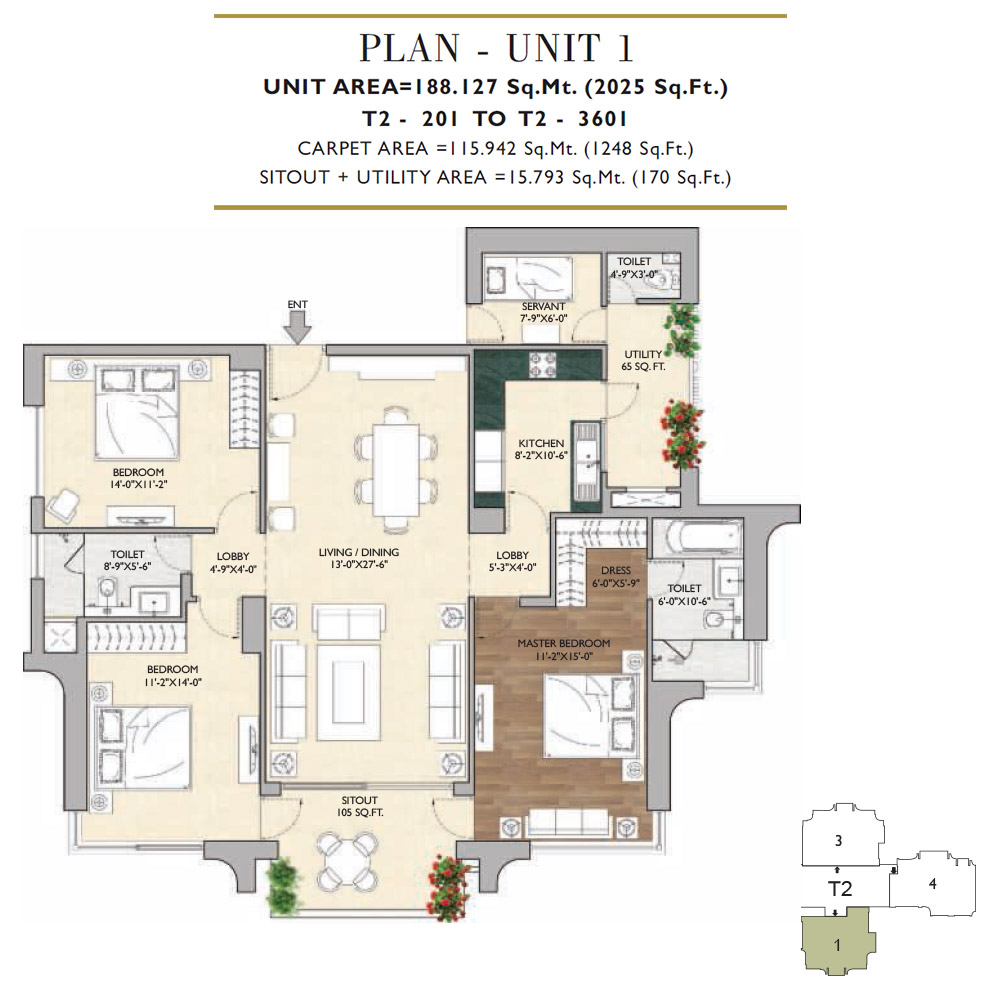 PLAN - UNIT 1
UNIT AREA=188.127 Sq.Mt. (2025 Sq.Ft.)
T2 - 201 TO T2 - 3601
CARPET AREA =115.942 Sq.Mt. (1248 Sq.Ft.)
SITOUT + UTILITY AREA =15.793 Sq.Mt. (170 Sq.Ft.)
TOILET
4'-9"X3'-0"
ENT
SERVANT
7'-9"X6'-0"
UTILITY
65 SQ. FT.
KITCHEN
8'-2"X10'-6"
BEDROOM
14'-0"X11'-2"
TOILET
8'-9"X5'-6"
LOBBY
4'-9"X4'-0"
LIVING / DINING
13'-0"X27'-6"
LOBBY
5'-3"X4'-0"
DRESS
6'-0"X5'-9"
TOILET
6'-0"X10'-6"
MASTER BEDROOM
11'-2"X15'-0"
BEDROOM
11'-2"X14'-0"
SITOUT
105 SQ.FT.
3
T2
4
1